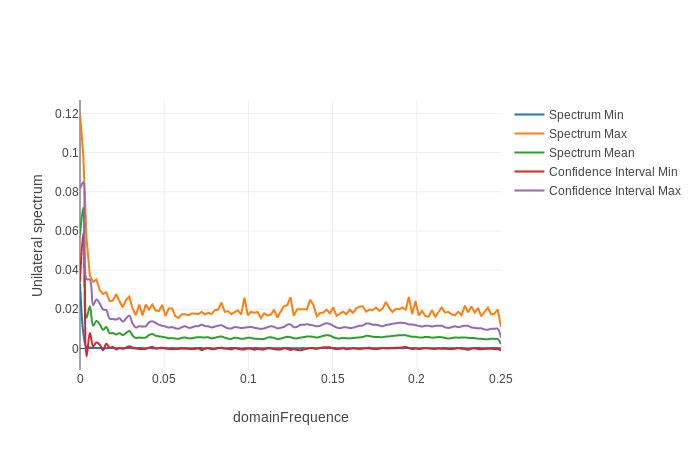 0.12
0.1
0.08
0.06
0.04
0.02
0
Unilateral spectrum
0
0.05
0.1
0.15
0.2
0.25
domainFrequence
Spectrum Min
Spectrum Max
Spectrum Mean
Confidence Interval Min
Confidence Interval Max